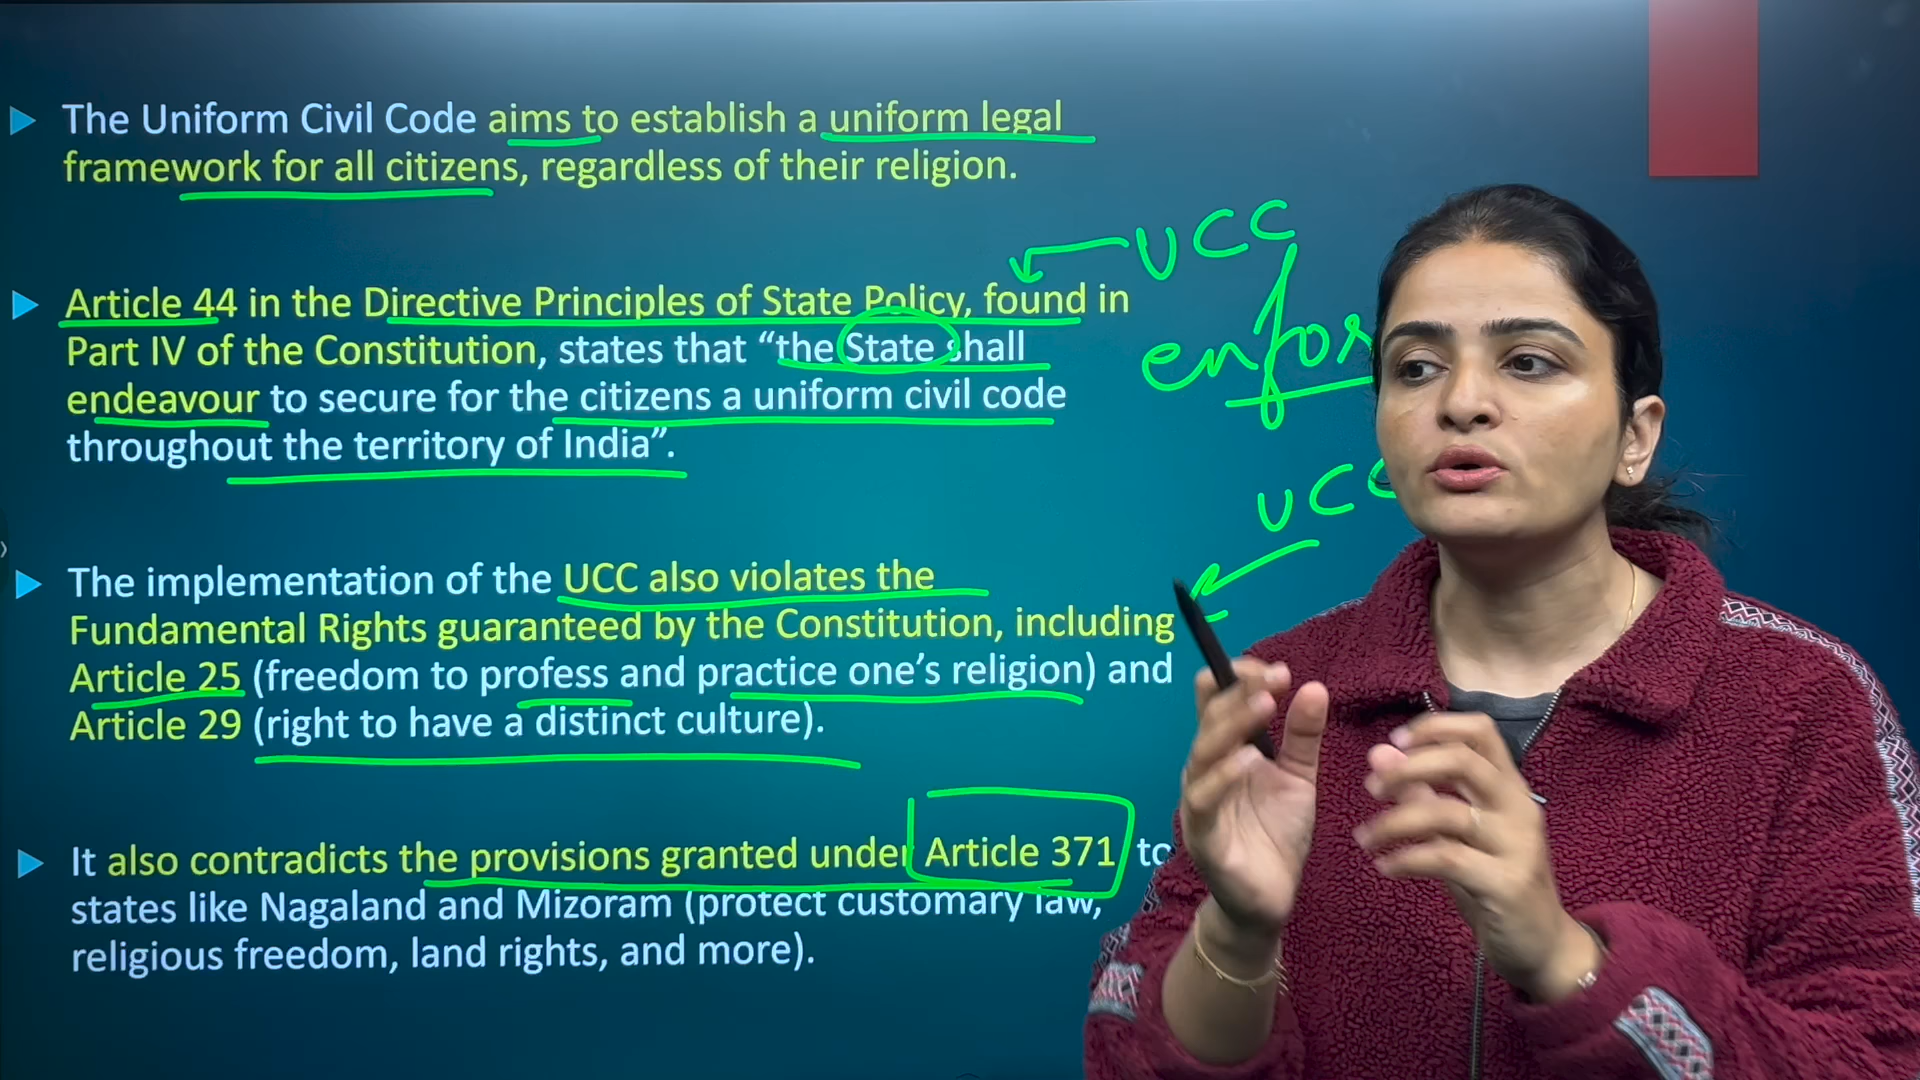 The Uniform Civil Code aims to establish a uniform legal
framework for all citizens, regardless of their religion.
UCC
Article 44 in the Directive Principles of State Policy, found in
Part IV of the Constitution, states that “the State shall
endeavour to secure for the citizens a uniform civil code
throughout the territory of India”.
UCC
The implementation of the UCC also violates the
Fundamental Rights guaranteed by the Constitution, including
Article 25 (freedom to profess and practice one’s religion) and
Article 29 (right to have a distinct culture).
It also contradicts the provisions granted under Article 371 to
states like Nagaland and Mizoram (protect customary law,
religious freedom, land rights, and more).